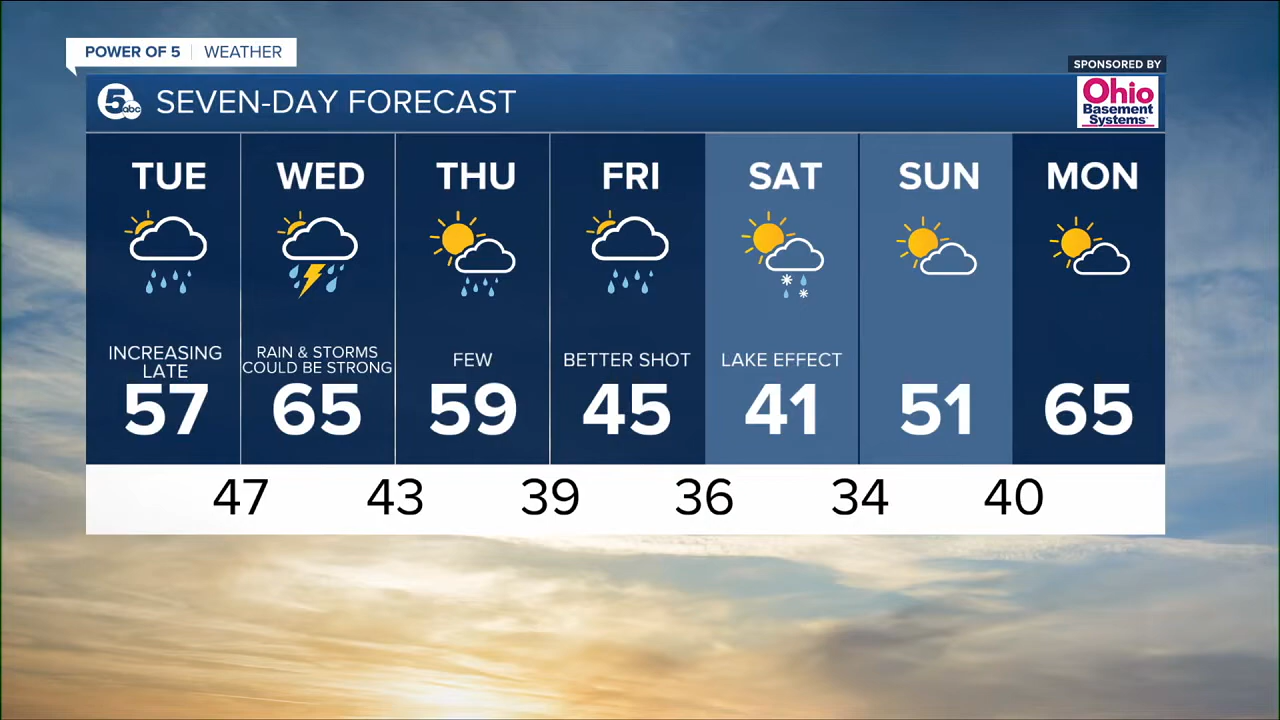 POWER OF 5 | WEATHER
SPONSORED BY
5 abc SEVEN-DAY FORECAST
Ohio
Basement
Systems
TUE WED THU FRI SAT SUN MON
INCREASING
LATE
RAIN & STORMS
COULD BE STRONG
FEW
BETTER SHOT
LAKE EFFECT
57 65 59 45 41 51 65
47 43 39 36 34 40